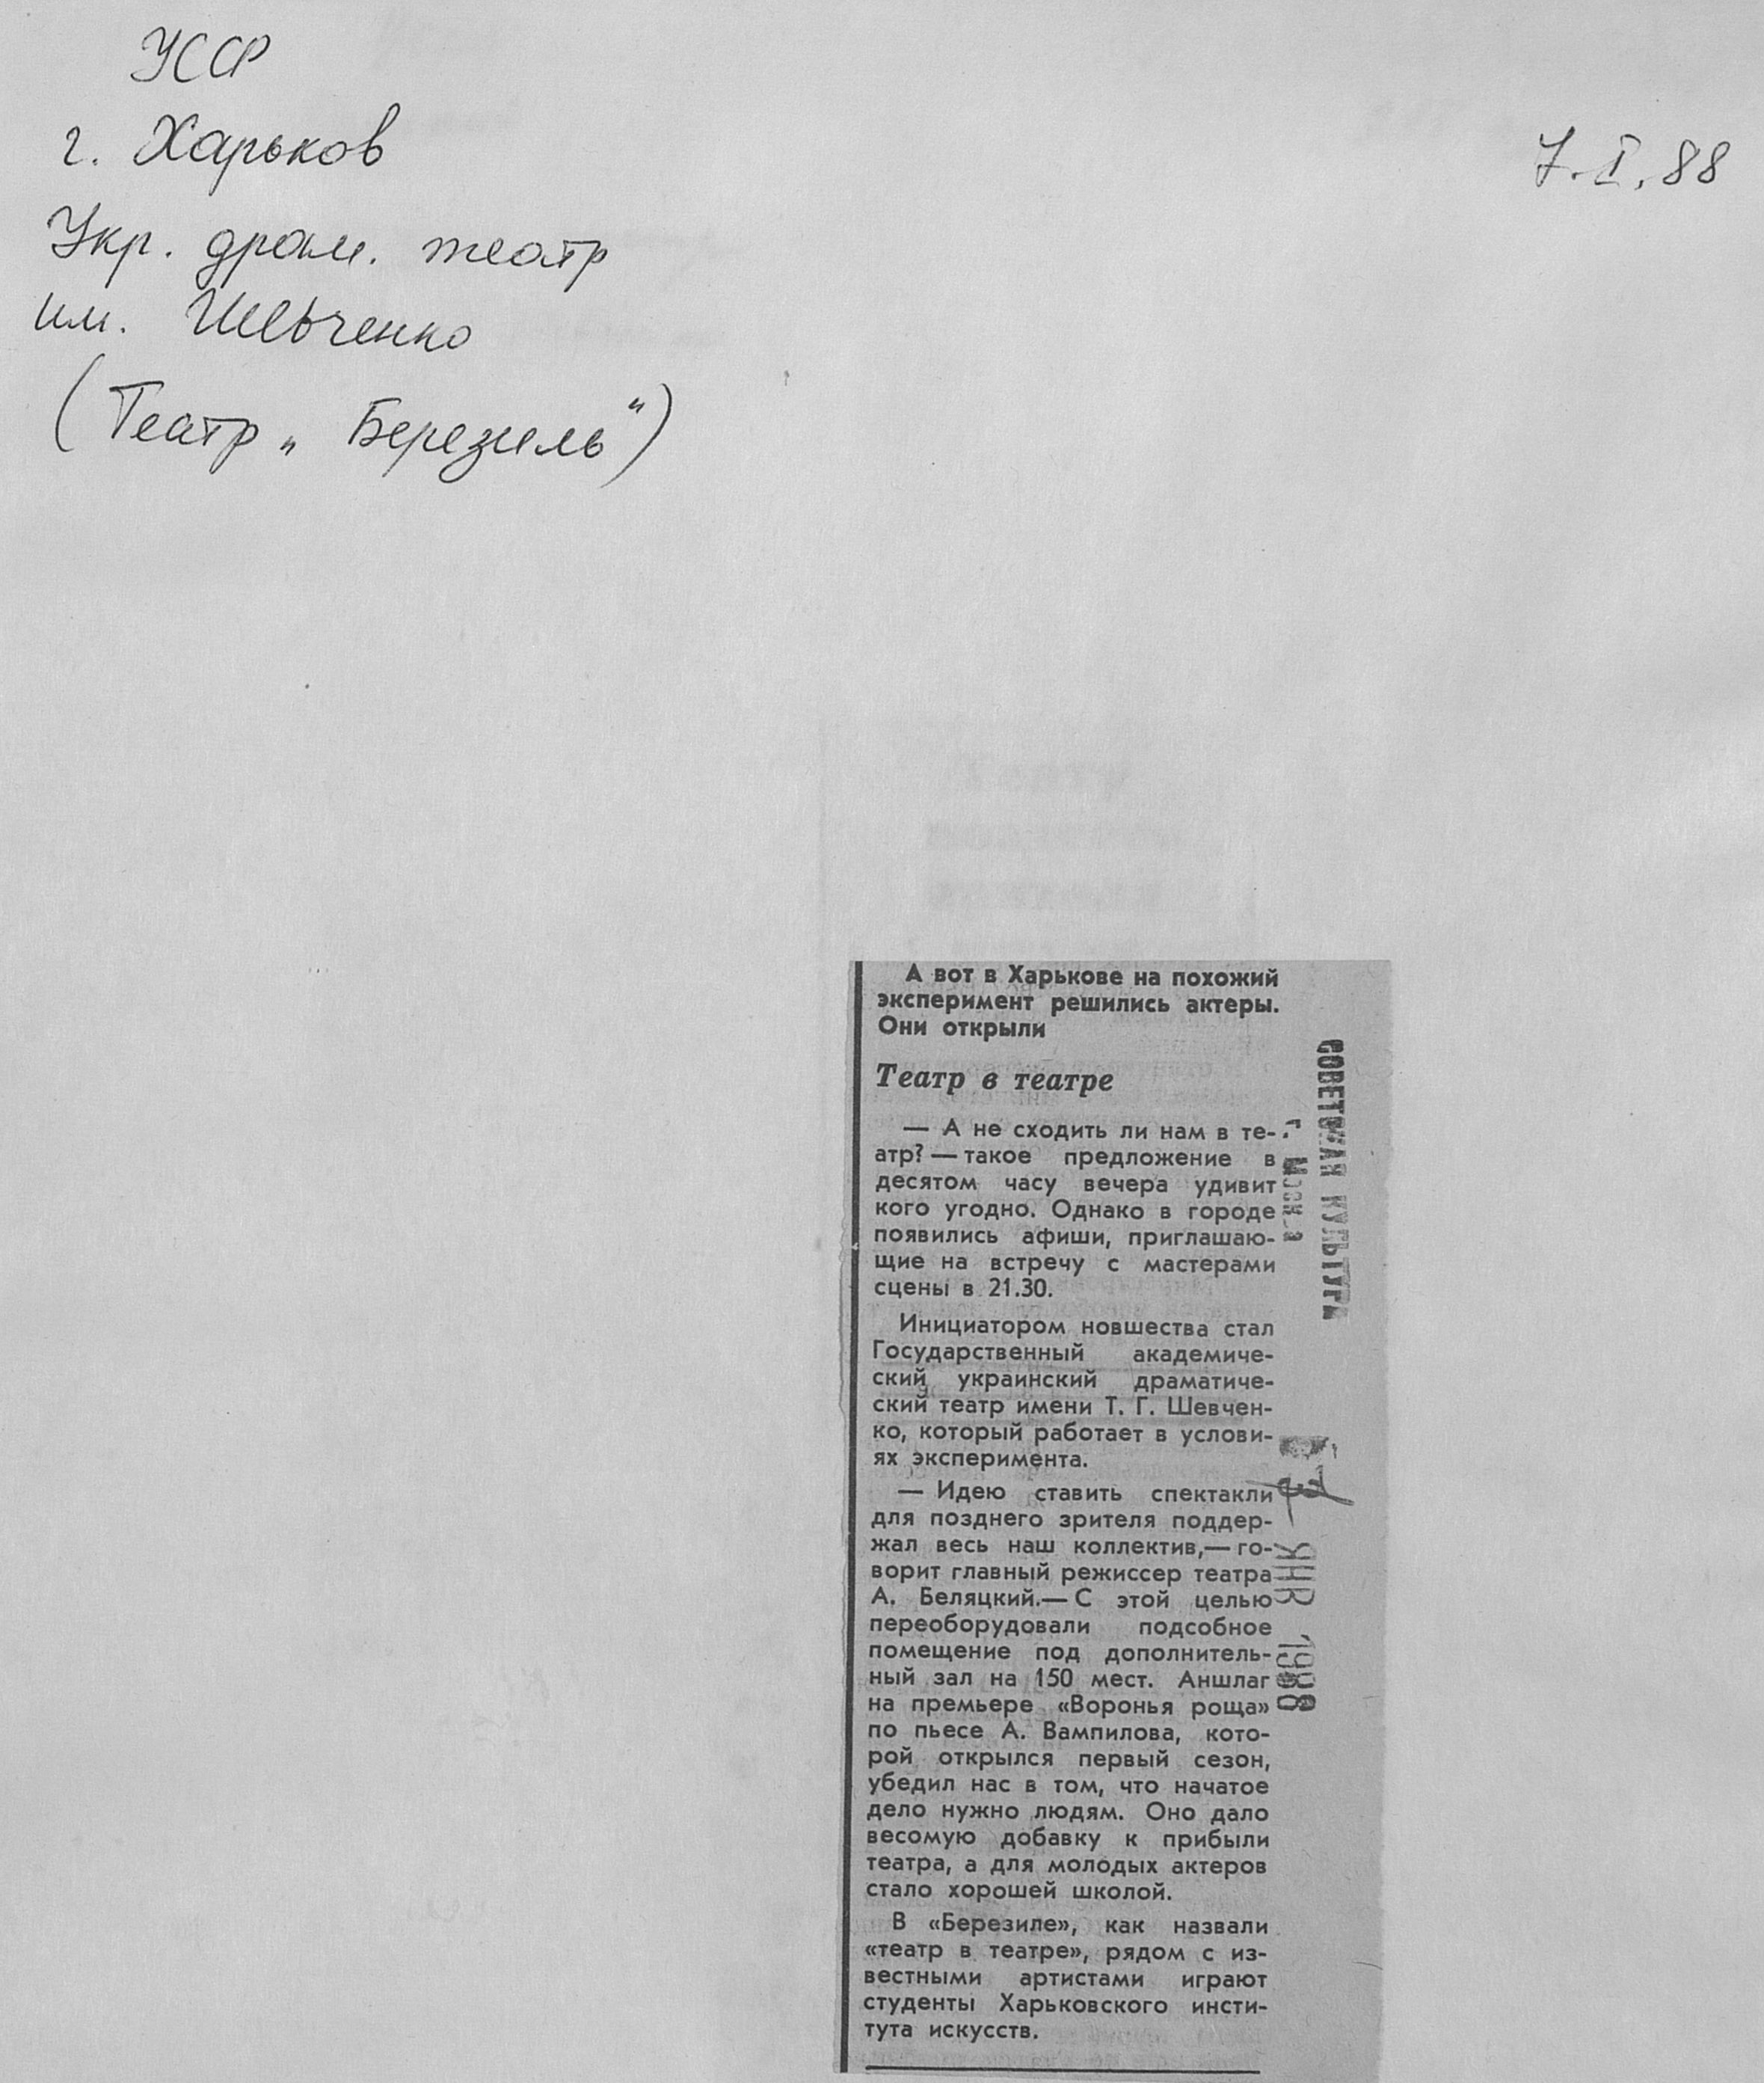 УССР
г. Харьков
Укр. драм. театр
им. Шевченко
(Театр „Березиль")
7.I.88
А вот в Харькове на похожий
эксперимент решились актеры.
Они открыли
Театр в театре
— А не сходить ли нам в те-
атр? — такое предложение в
десятом часу вечера удивит
кого угодно. Однако в городе
появились афиши, приглашаю-
щие на встречу с мастерами
сцены в 21.30.
Инициатором новшества стал
Государственный академиче-
ский украинский драматиче-
ский театр имени Т. Г. Шевчен-
ко, который работает в услови-
ях эксперимента.
— Идею ставить спектакли
для позднего зрителя поддер-
жал весь наш коллектив,— го-
ворит главный режиссер театра
А. Беляцкий.— С этой целью
переоборудовали подсобное
помещение под дополнитель-
ный зал на 150 мест. Аншлаг
на премьере «Воронья роща»
по пьесе А. Вампилова, кото-
рой открылся первый сезон,
убедил нас в том, что начатое
дело нужно людям. Оно дало
весомую добавку к прибыли
театра, а для молодых актеров
стало хорошей школой.
В «Березиле», как назвали
«театр в театре», рядом с из-
вестными артистами играют
студенты Харьковского инсти-
тута искусств.
СОВЕТСКАЯ КУЛЬТУРА
г. Москва
ЯНВ 1988